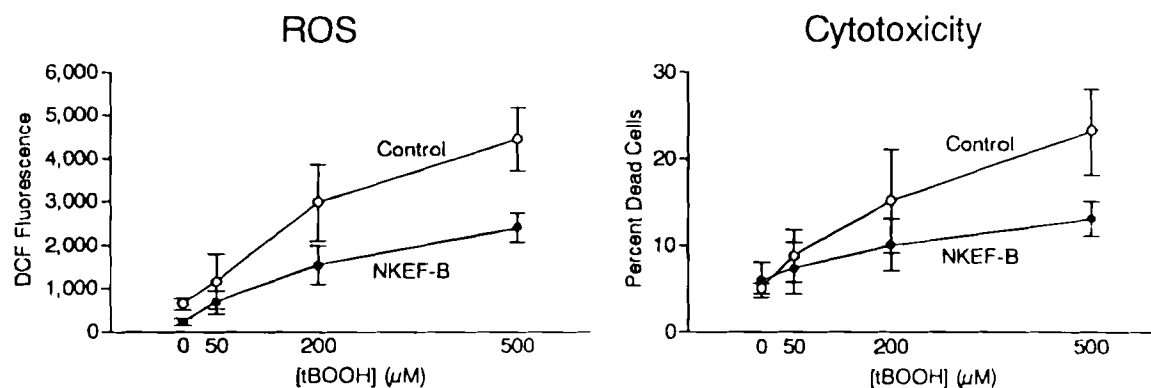 ROS
DCF Fluorescence
6,000
5,000
4,000
3,000
2,000
1,000
0
Control
NKEF-B
0 50 200 500
[tBOOH] (µM)
Cytotoxicity
Percent Dead Cells
30
20
10
0
Control
NKEF-B
0 50 200 500
[tBOOH] (µM)